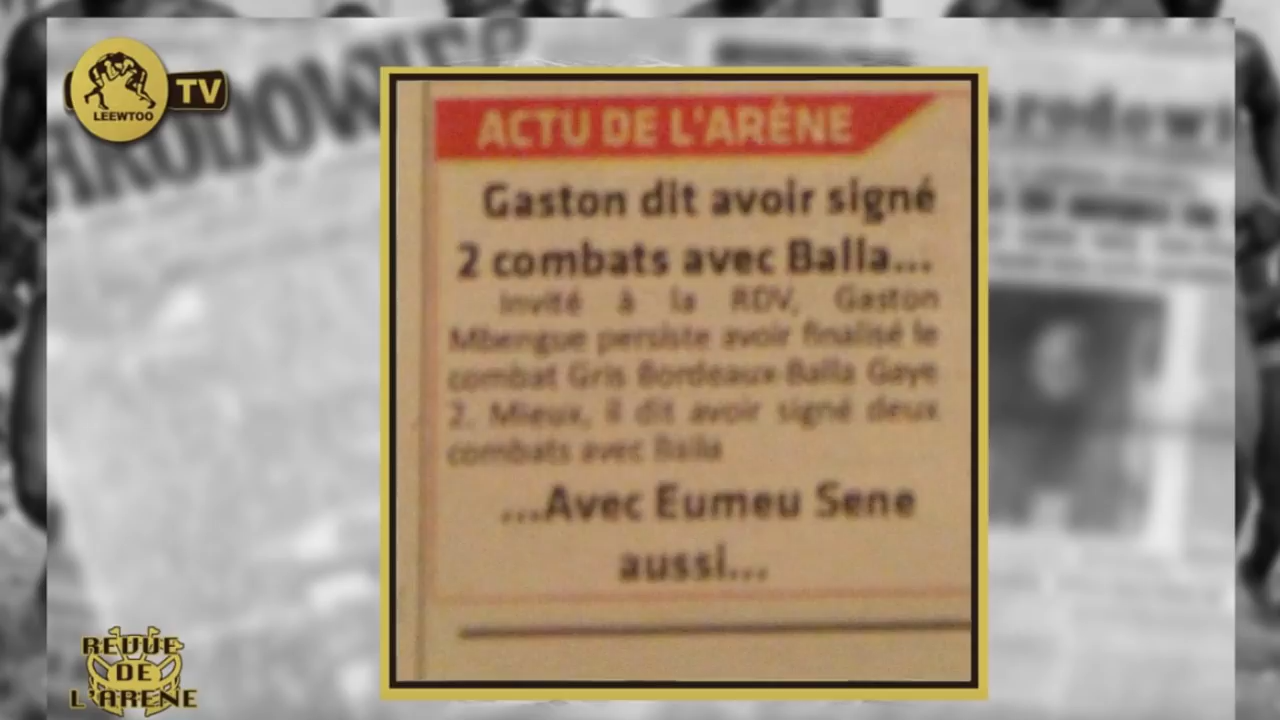 LEEWTOO
TV
ACTU DE L'ARÈNE
Gaston dit avoir signé
2 combats avec Balla...
Invité à la RDV, Gaston
Mbengue persiste avoir finalisé le
combat Gris Bordeaux-Balla Gaye
2. Mieux, il dit avoir signé deux
combats avec Balla
...Avec Eumeu Sene
aussi...
REVUE
DE
L'ARENE